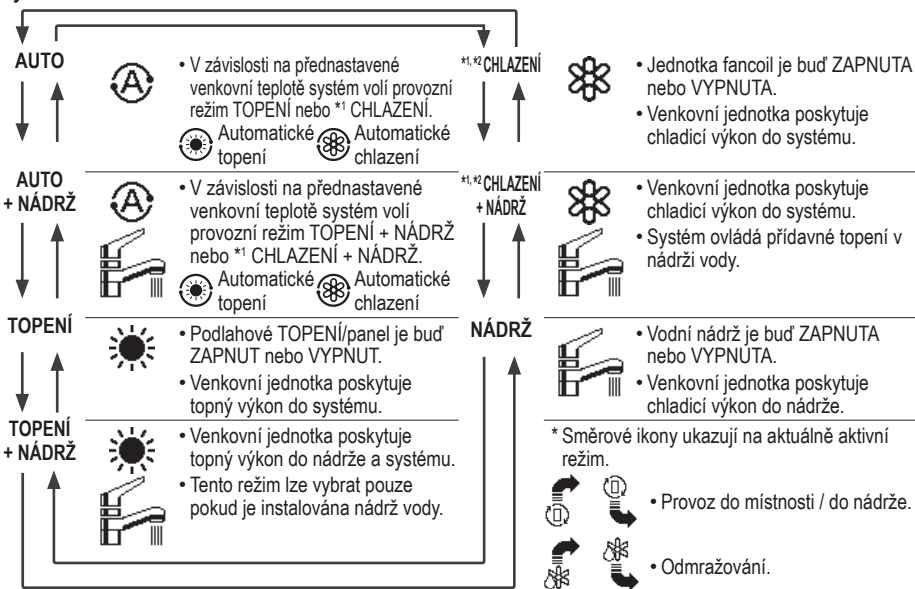 AUTO
• V závislosti na přednastavené
venkovní teplotě systém volí provozní
režim TOPENÍ nebo *1 CHLAZENÍ.
Automatické topení
Automatické chlazení
AUTO
+ NÁDRŽ
• V závislosti na přednastavené
venkovní teplotě systém volí
provozní režim TOPENÍ + NÁDRŽ
nebo *1 CHLAZENÍ + NÁDRŽ.
Automatické topení
Automatické chlazení
TOPENÍ
• Podlahové TOPENÍ/panel je buď
ZAPNUT nebo VYPNUT.
• Venkovní jednotka poskytuje
topný výkon do systému.
TOPENÍ
+ NÁDRŽ
• Venkovní jednotka poskytuje
topný výkon do nádrže a systému.
• Tento režim lze vybrat pouze
pokud je instalována nádrž vody.
*1, *2 CHLAZENÍ
• Jednotka fancoil je buď ZAPNUTA
nebo VYPNUTA.
• Venkovní jednotka poskytuje
chladicí výkon do systému.
*1, *2 CHLAZENÍ
+ NÁDRŽ
• Venkovní jednotka poskytuje
chladicí výkon do systému.
• Systém ovládá přídavné topení v
nádrži vody.
NÁDRŽ
• Vodní nádrž je buď ZAPNUTA
nebo VYPNUTA.
• Venkovní jednotka poskytuje
chladicí výkon do nádrže.
* Směrové ikony ukazují na aktuálně aktivní
režim.
• Provoz do místnosti / do nádrže.
• Odmražování.